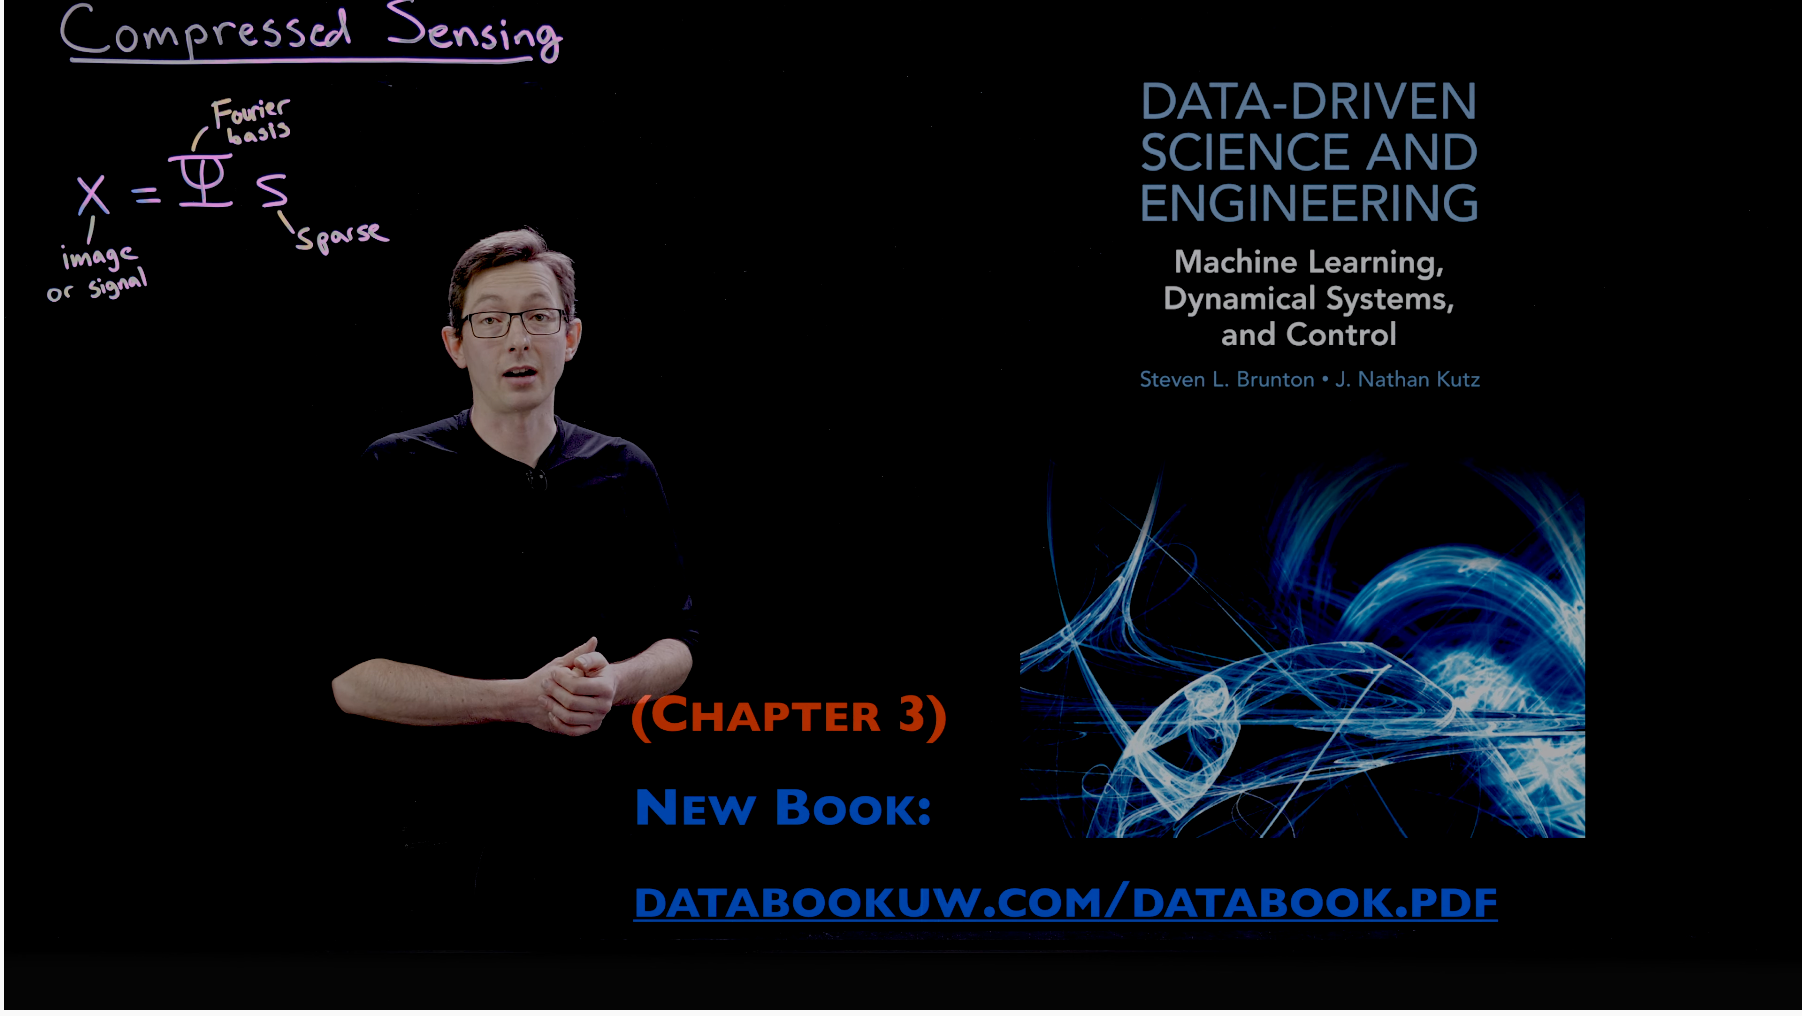 Compressed Sensing
Fourier
basis
X = Ψ s
sparse
image
or signal
DATA-DRIVEN
SCIENCE AND
ENGINEERING
Machine Learning,
Dynamical Systems,
and Control
Steven L. Brunton • J. Nathan Kutz
(CHAPTER 3)
NEW BOOK:
DATABOOKUW.COM/DATABOOK.PDF